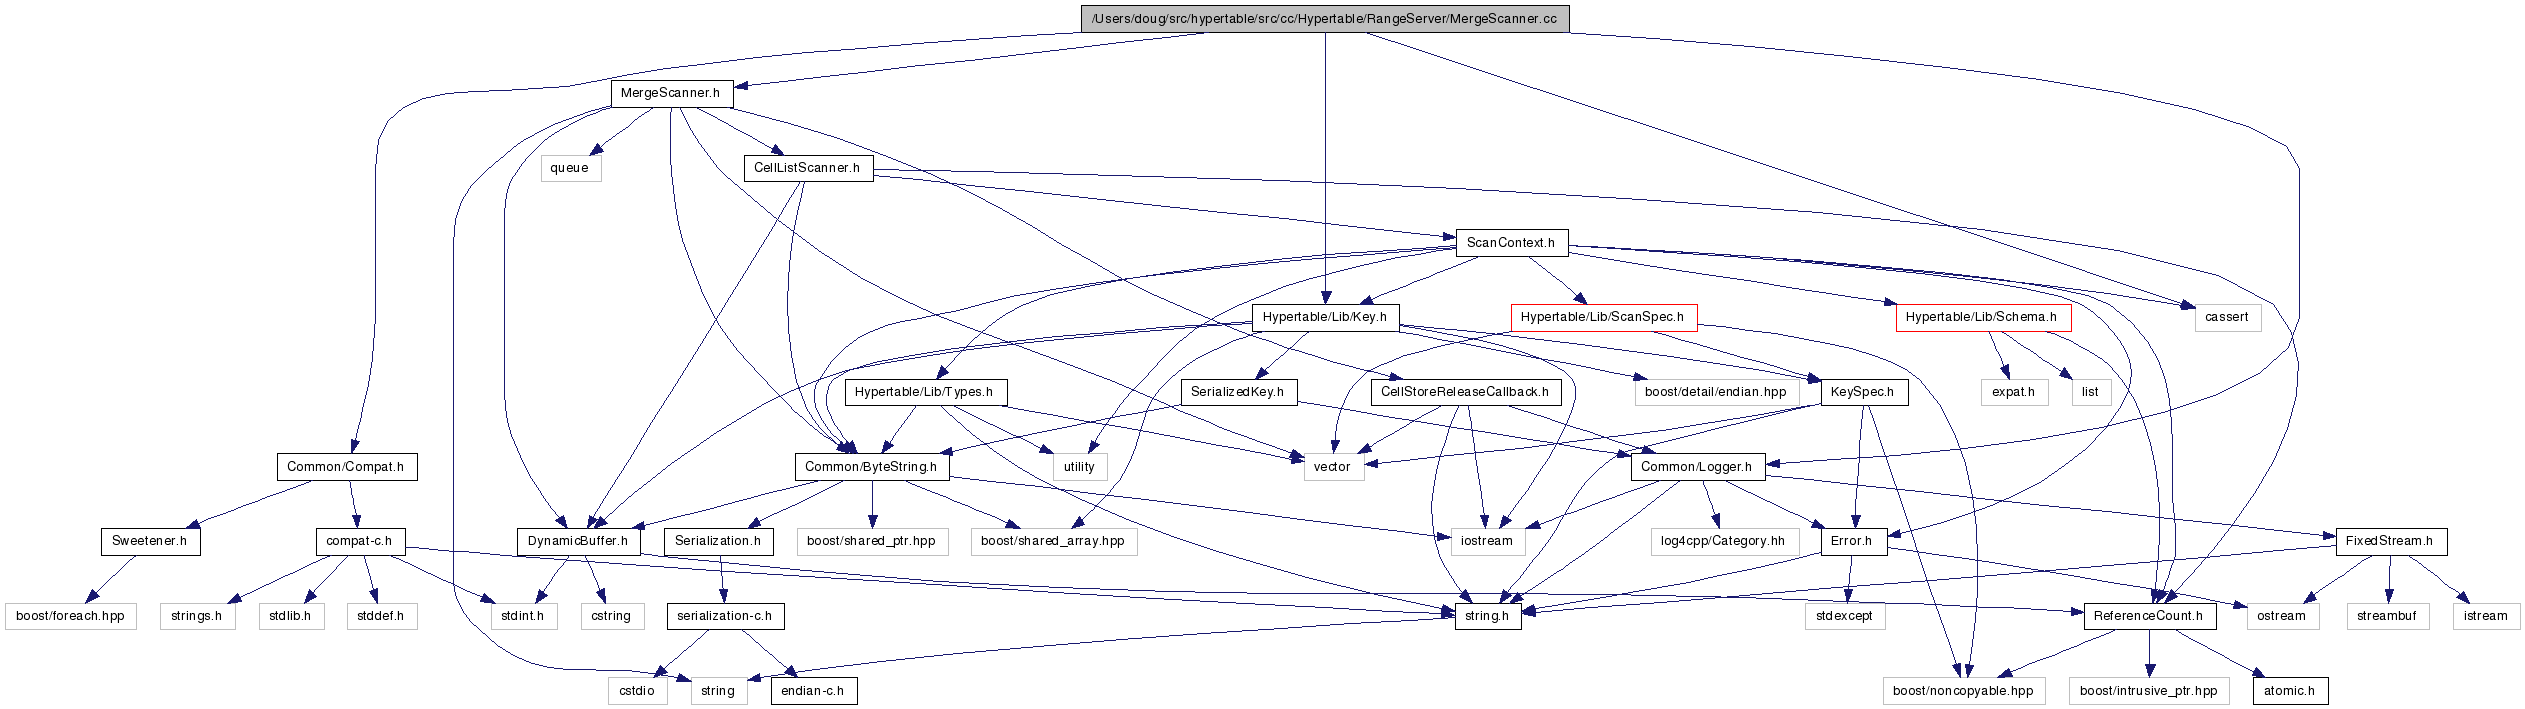 /Users/doug/src/hypertable/src/cc/Hypertable/RangeServer/MergeScanner.cc
MergeScanner.h
queue
CellListScanner.h
ScanContext.h
Hypertable/Lib/Key.h
Hypertable/Lib/ScanSpec.h
Hypertable/Lib/Schema.h
cassert
Hypertable/Lib/Types.h
SerializedKey.h
CellStoreReleaseCallback.h
boost/detail/endian.hpp
KeySpec.h
expat.h
list
Common/Compat.h
Common/ByteString.h
utility
vector
Common/Logger.h
Sweetener.h
compat-c.h
DynamicBuffer.h
Serialization.h
boost/shared_ptr.hpp
boost/shared_array.hpp
iostream
log4cpp/Category.hh
Error.h
FixedStream.h
boost/foreach.hpp
strings.h
stdlib.h
stddef.h
stdint.h
cstring
serialization-c.h
string.h
stdexcept
ReferenceCount.h
ostream
streambuf
istream
cstdio
string
endian-c.h
boost/noncopyable.hpp
boost/intrusive_ptr.hpp
atomic.h